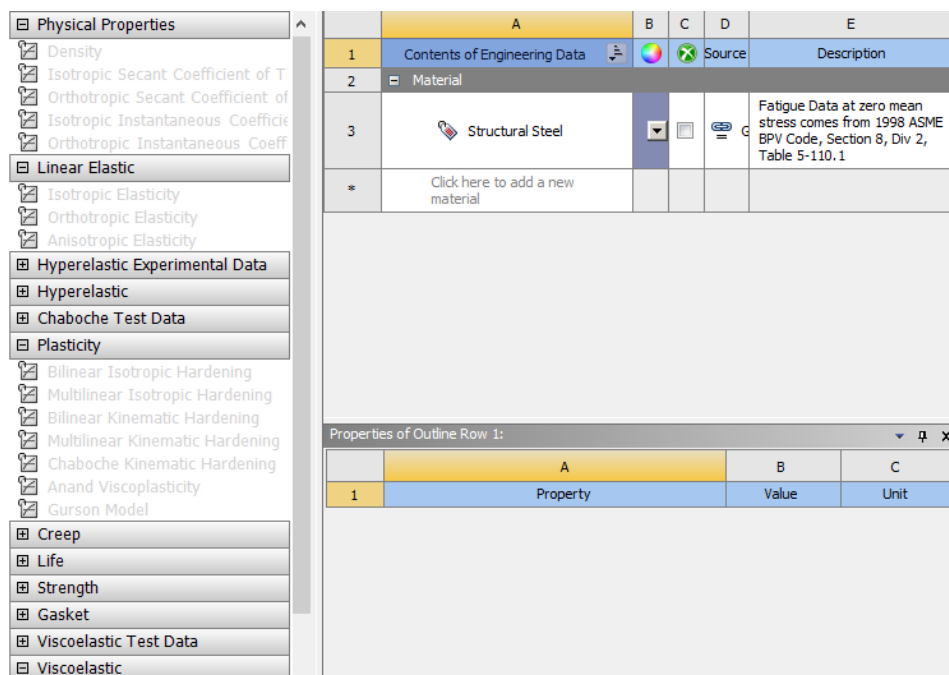 Physical Properties
Density
Isotropic Secant Coefficient of T
Orthotropic Secant Coefficient of
Isotropic Instantaneous Coefficie
Orthotropic Instantaneous Coeff
Linear Elastic
Isotropic Elasticity
Orthotropic Elasticity
Anisotropic Elasticity
Hyperelastic Experimental Data
Hyperelastic
Chaboche Test Data
Plasticity
Bilinear Isotropic Hardening
Multilinear Isotropic Hardening
Bilinear Kinematic Hardening
Multilinear Kinematic Hardening
Chaboche Kinematic Hardening
Anand Viscoplasticity
Gurson Model
Creep
Life
Strength
Gasket
Viscoelastic Test Data
Viscoelastic
A B C D E
1 Contents of Engineering Data Source Description
2 Material
3 Structural Steel G Fatigue Data at zero mean
stress comes from 1998 ASME
BPV Code, Section 8, Div 2,
Table 5-110.1
* Click here to add a new
material
Properties of Outline Row 1:
A B C
1 Property Value Unit